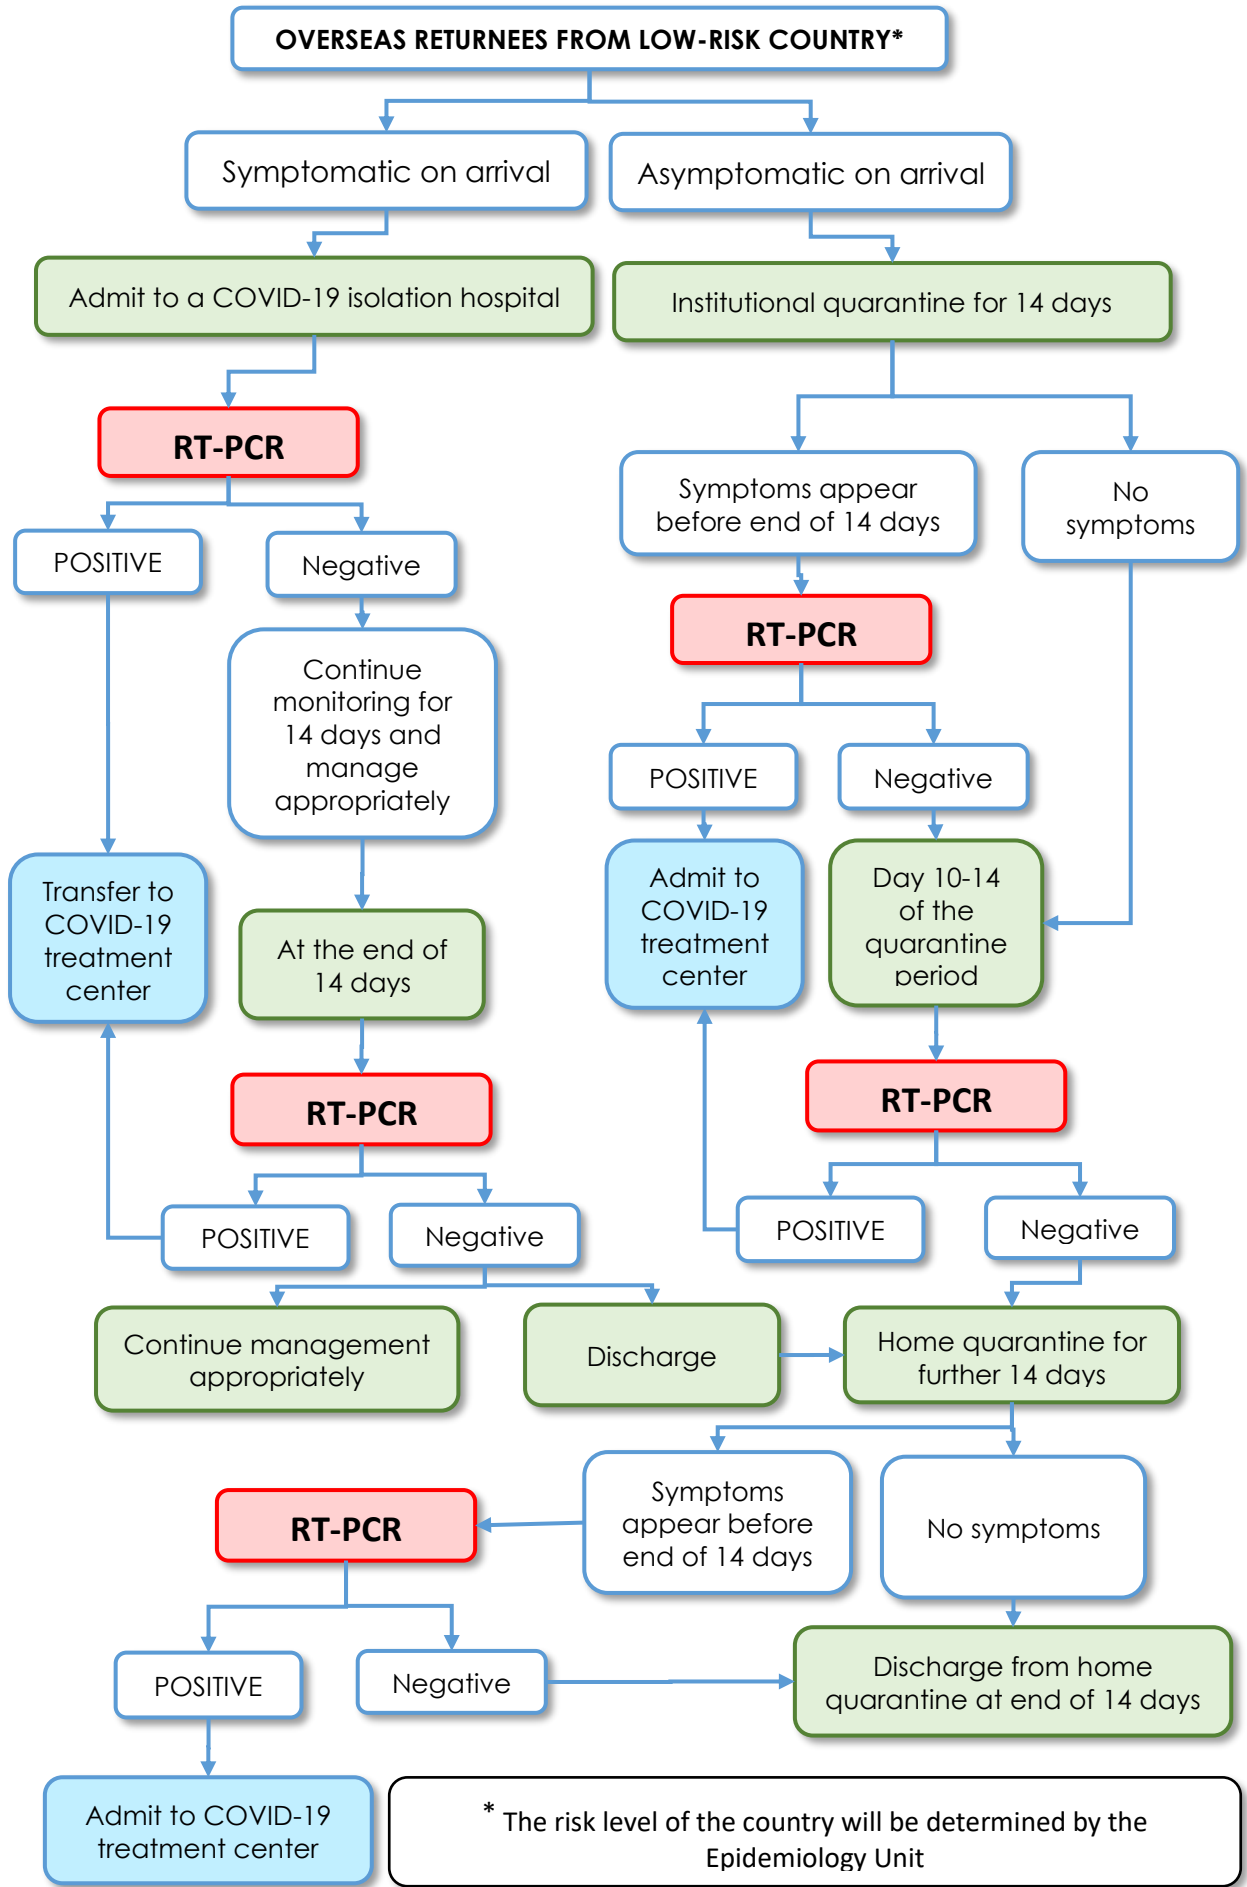 OVERSEAS RETURNEES FROM LOW-RISK COUNTRY*
Symptomatic on arrival
Asymptomatic on arrival
Admit to a COVID-19 isolation hospital
Institutional quarantine for 14 days
RT-PCR
Symptoms appear
before end of 14 days
No
symptoms
POSITIVE
Negative
RT-PCR
Continue
monitoring for
14 days and
manage
appropriately
POSITIVE
Negative
Transfer to
COVID-19
treatment
center
At the end of
14 days
Admit to
COVID-19
treatment
center
Day 10-14
of the
quarantine
period
RT-PCR
RT-PCR
POSITIVE
Negative
POSITIVE
Negative
Continue management
appropriately
Discharge
Home quarantine for
further 14 days
RT-PCR
Symptoms
appear before
end of 14 days
No symptoms
POSITIVE
Negative
Discharge from home
quarantine at end of 14 days
Admit to COVID-19
treatment center
* The risk level of the country will be determined by the
Epidemiology Unit